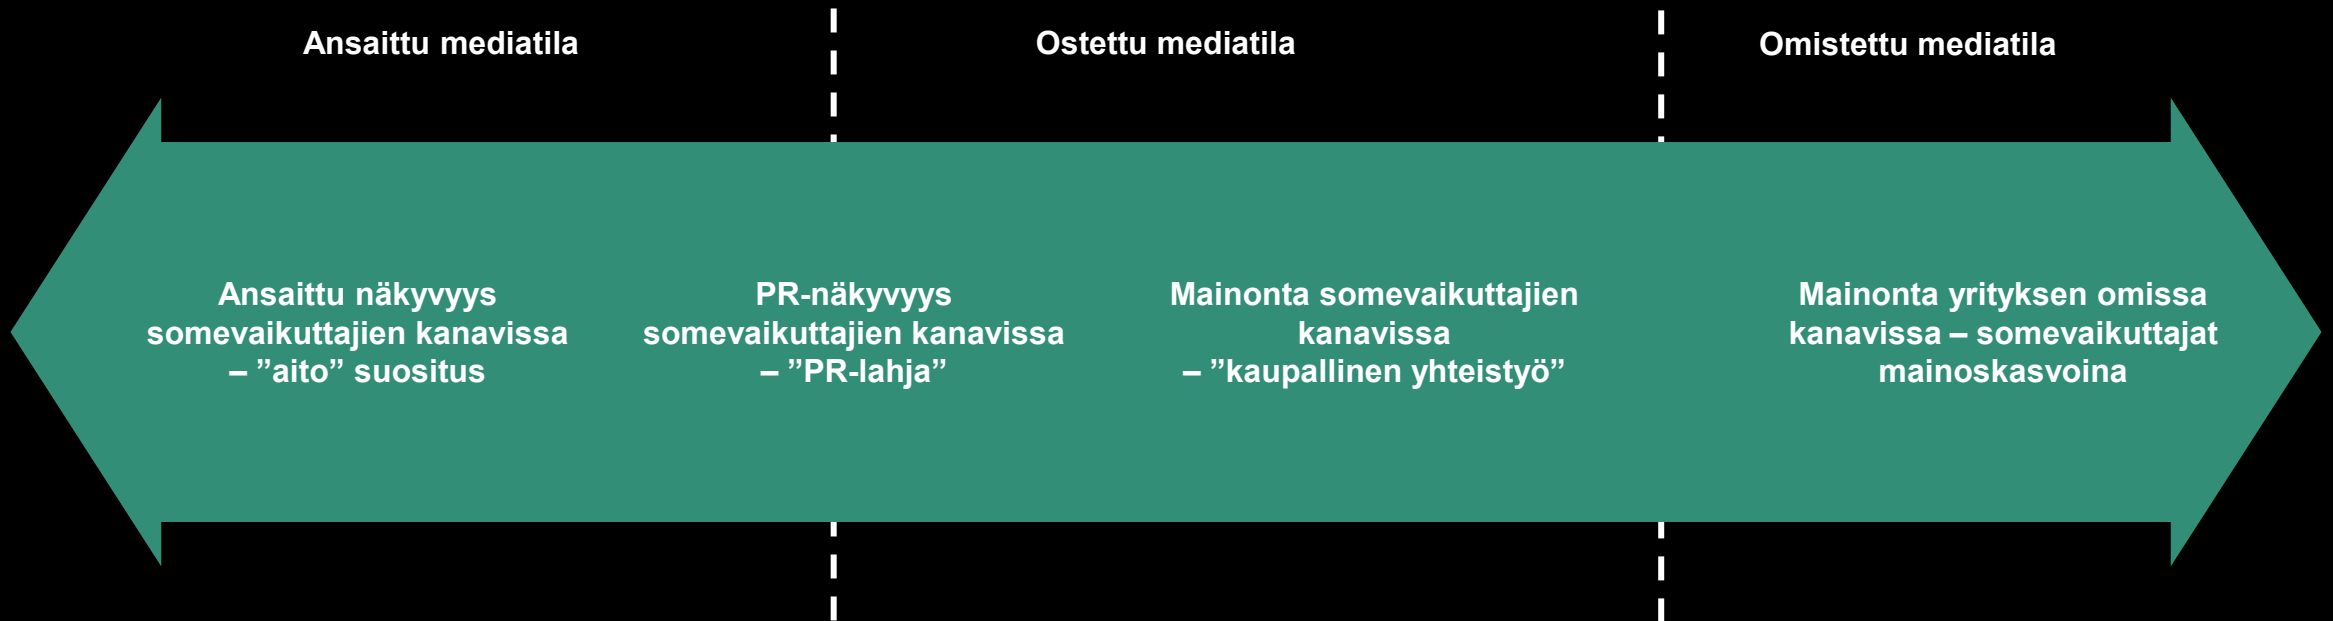 Ansaittu mediatila
Ostettu mediatila
Omistettu mediatila
Ansaittu näkyvyys
somevaikuttajien kanavissa
– ”aito” suositus
PR-näkyvyys
somevaikuttajien kanavissa
– ”PR-lahja”
Mainonta somevaikuttajien
kanavissa
– ”kaupallinen yhteistyö”
Mainonta yrityksen omissa
kanavissa – somevaikuttajat
mainoskasvoina